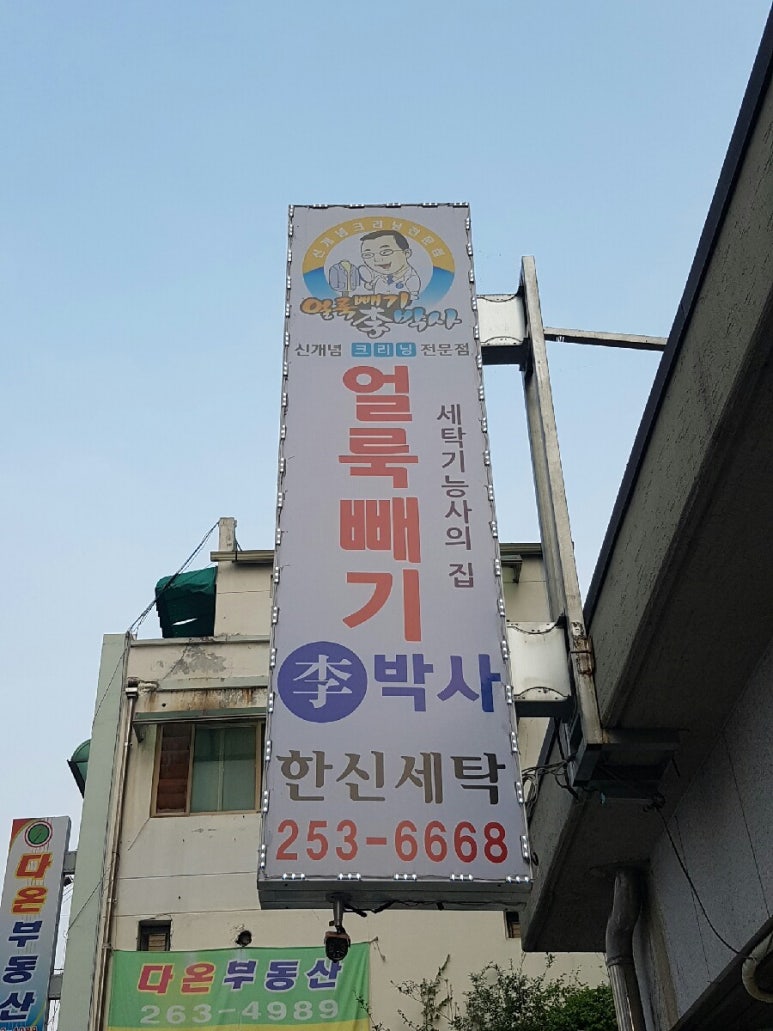 신개념크리닝전문점
얼룩빼기
李박사
신개념 크리닝 전문점
얼룩빼기
세탁기능사의 집
李박사
한신세탁
253-6668
다온부동산
다온부동산
263-4989